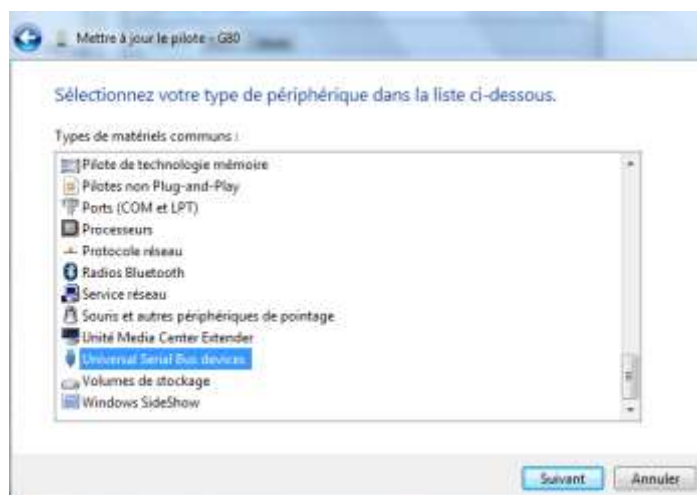 Mettre à jour le pilote - G80
Sélectionnez votre type de périphérique dans la liste ci-dessous.
Types de matériels communs :
Pilote de technologie mémoire
Pilotes non Plug-and-Play
Ports (COM et LPT)
Processeurs
Protocole réseau
Radios Bluetooth
Service réseau
Souris et autres périphériques de pointage
Unité Media Center Extender
Universal Serial Bus devices
Volumes de stockage
Windows SideShow
Suivant Annuler